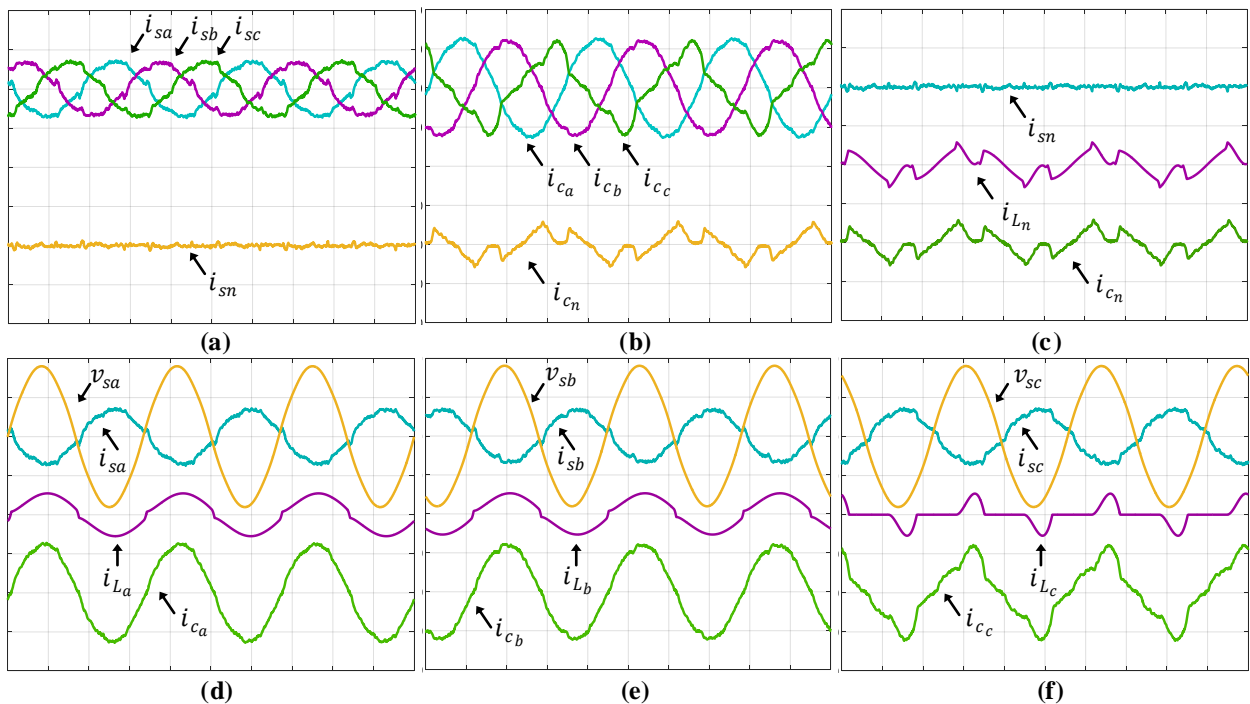 i_sa i_sb i_sc
i_sn
(a)
i_ca i_cb i_cc
i_cn
(b)
i_sn
i_Ln
i_cn
(c)
v_sa
i_sa
i_La
i_ca
(d)
v_sb
i_sb
i_Lb
i_cb
(e)
v_sc
i_sc
i_Lc
i_cc
(f)